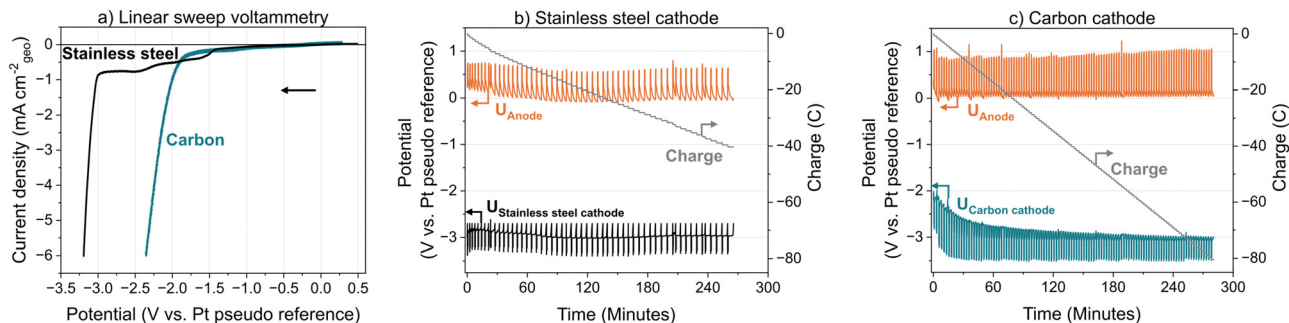 a) Linear sweep voltammetry
0
−1
−2
−3
−4
−5
−6
Current density (mA cm⁻²geo)
Stainless steel
Carbon
−3.5 −3.0 −2.5 −2.0 −1.5 −1.0 −0.5 0.0 0.5
Potential (V vs. Pt pseudo reference)
b) Stainless steel cathode
1
0
−1
−2
−3
Potential
(V vs. Pt pseudo reference)
UAnode
Charge
UStainless steel cathode
0
−20
−40
−60
−80
Charge (C)
0 60 120 180 240 300
Time (Minutes)
c) Carbon cathode
1
0
−1
−2
−3
Potential
(V vs. Pt pseudo reference)
UAnode
Charge
UCarbon cathode
0
−20
−40
−60
−80
Charge (C)
0 60 120 180 240 300
Time (Minutes)